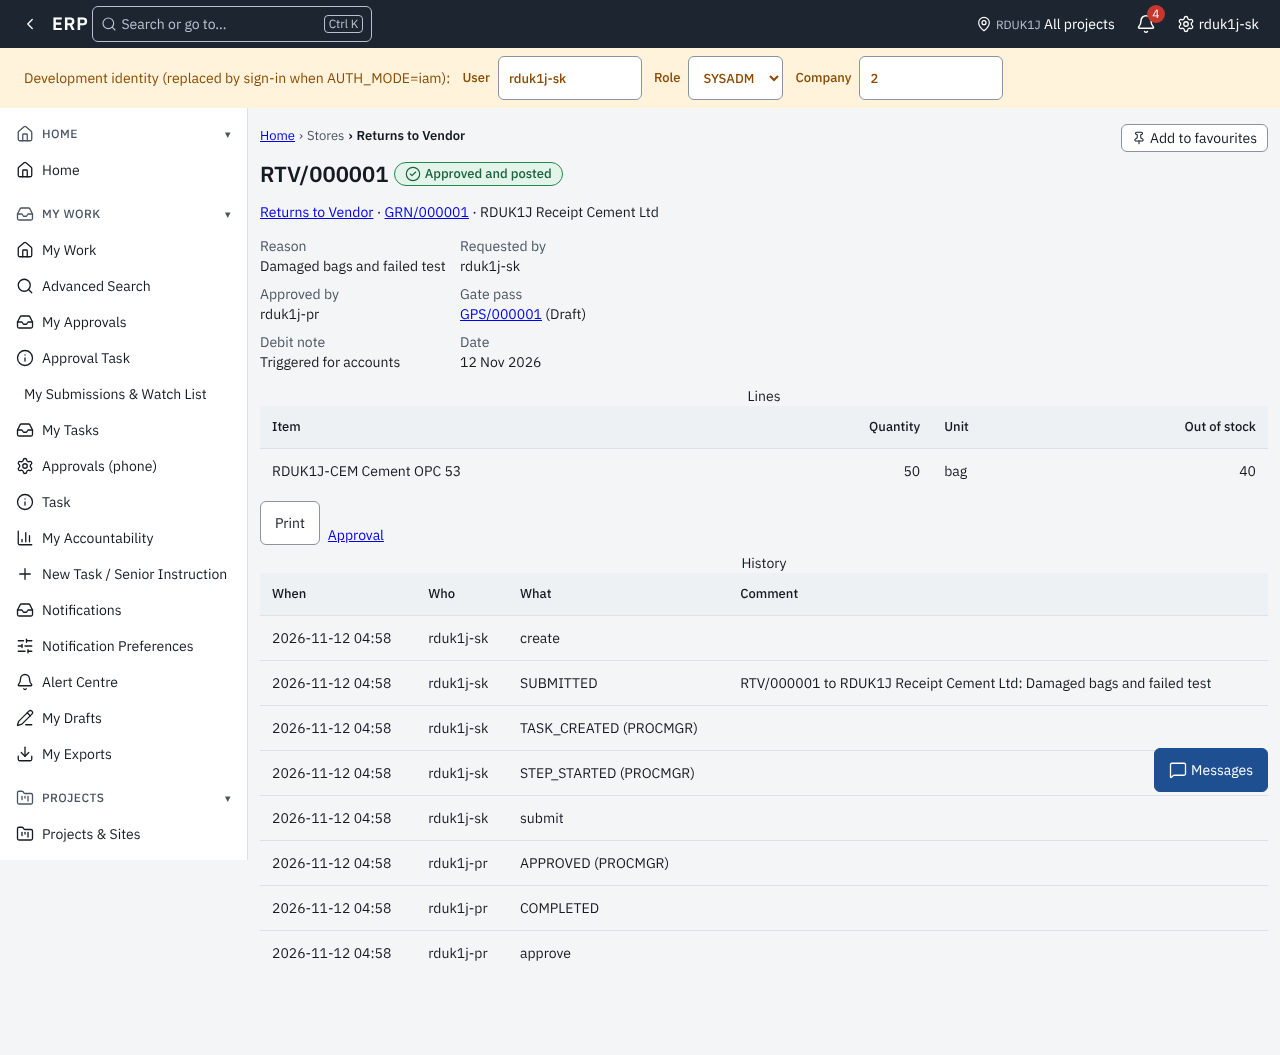 ERP
Search or go to...
Ctrl K
RDUK1J All projects
4
rduk1j-sk
Development identity (replaced by sign-in when AUTH_MODE=iam):
User rduk1j-sk
Role SYSADM
Company 2
HOME
Home
MY WORK
My Work
Advanced Search
My Approvals
Approval Task
My Submissions & Watch List
My Tasks
Approvals (phone)
Task
My Accountability
New Task / Senior Instruction
Notifications
Notification Preferences
Alert Centre
My Drafts
My Exports
PROJECTS
Projects & Sites
Home › Stores › Returns to Vendor
Add to favourites
RTV/000001 Approved and posted
Returns to Vendor · GRN/000001 · RDUK1J Receipt Cement Ltd
Reason Requested by
Damaged bags and failed test rduk1j-sk
Approved by Gate pass
rduk1j-pr GPS/000001 (Draft)
Debit note Date
Triggered for accounts 12 Nov 2026
Lines
Item Quantity Unit Out of stock
RDUK1J-CEM Cement OPC 53 50 bag 40
Print Approval
History
When Who What Comment
2026-11-12 04:58 rduk1j-sk create
2026-11-12 04:58 rduk1j-sk SUBMITTED RTV/000001 to RDUK1J Receipt Cement Ltd: Damaged bags and failed test
2026-11-12 04:58 rduk1j-sk TASK_CREATED (PROCMGR)
2026-11-12 04:58 rduk1j-sk STEP_STARTED (PROCMGR)
Messages
2026-11-12 04:58 rduk1j-sk submit
2026-11-12 04:58 rduk1j-pr APPROVED (PROCMGR)
2026-11-12 04:58 rduk1j-pr COMPLETED
2026-11-12 04:58 rduk1j-pr approve